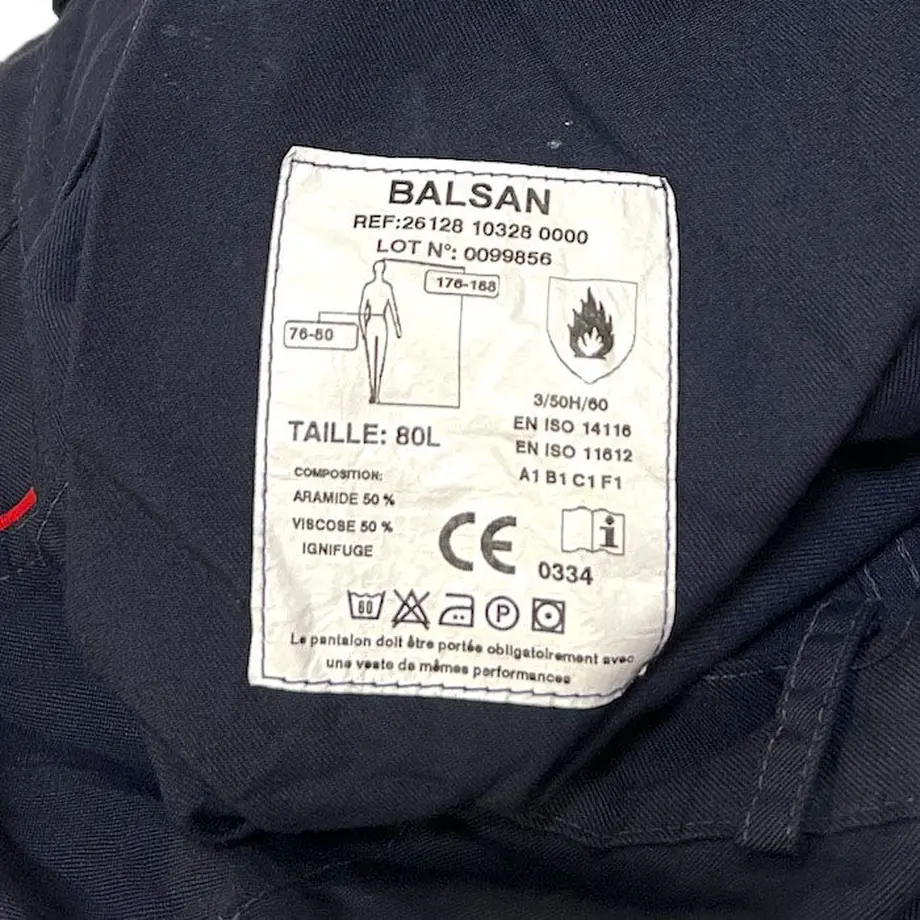 BALSAN
REF:26128 10328 0000
LOT N°: 0099856
176-188
76-80
3/50H/60
EN ISO 14116
EN ISO 11612
A1 B1 C1 F1
TAILLE: 80L
COMPOSITION:
ARAMIDE 50 %
VISCOSE 50 %
IGNIFUGE
CE
0334
i
60
P
Le pantalon doit être portée obligatoirement avec
une veste de mêmes performances